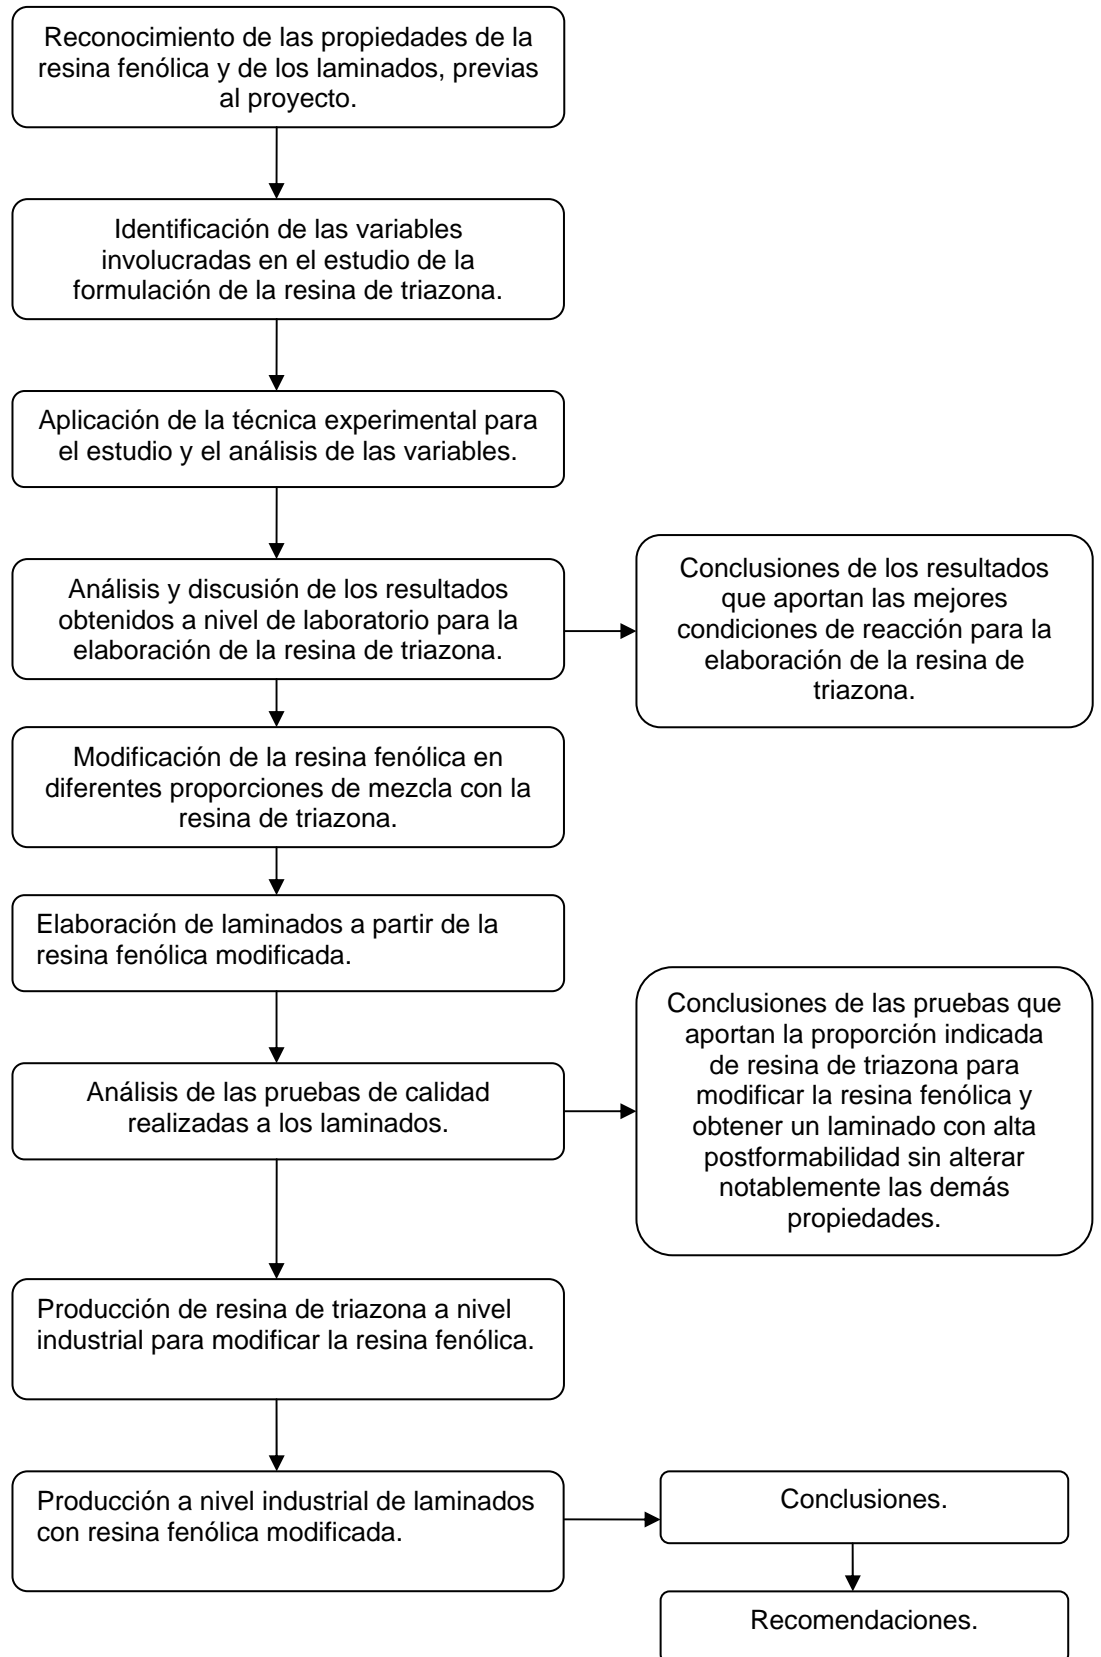 Reconocimiento de las propiedades de la
resina fenólica y de los laminados, previas
al proyecto.
Identificación de las variables
involucradas en el estudio de la
formulación de la resina de triazona.
Aplicación de la técnica experimental para
el estudio y el análisis de las variables.
Análisis y discusión de los resultados
obtenidos a nivel de laboratorio para la
elaboración de la resina de triazona.
Conclusiones de los resultados
que aportan las mejores
condiciones de reacción para la
elaboración de la resina de
triazona.
Modificación de la resina fenólica en
diferentes proporciones de mezcla con la
resina de triazona.
Elaboración de laminados a partir de la
resina fenólica modificada.
Análisis de las pruebas de calidad
realizadas a los laminados.
Conclusiones de las pruebas que
aportan la proporción indicada
de resina de triazona para
modificar la resina fenólica y
obtener un laminado con alta
postformabilidad sin alterar
notablemente las demás
propiedades.
Producción de resina de triazona a nivel
industrial para modificar la resina fenólica.
Producción a nivel industrial de laminados
con resina fenólica modificada.
Conclusiones.
Recomendaciones.